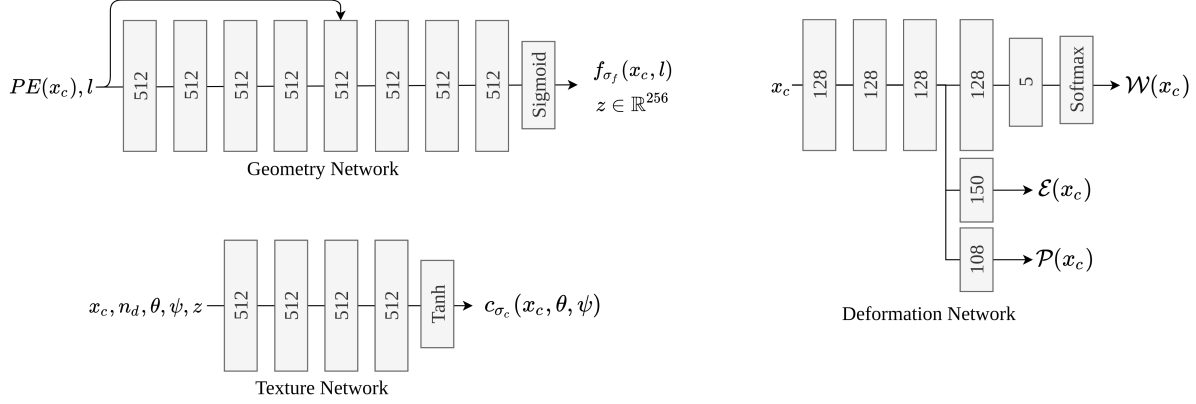 PE(x_c), l
512
512
512
512
512
512
512
512
Sigmoid
f_{σ_f}(x_c, l)
z ∈ ℝ^{256}
Geometry Network
x_c, n_d, θ, ψ, z
512
512
512
512
Tanh
c_{σ_c}(x_c, θ, ψ)
Texture Network
x_c
128
128
128
128
5
Softmax
𝒲(x_c)
150
ℰ(x_c)
108
𝒫(x_c)
Deformation Network